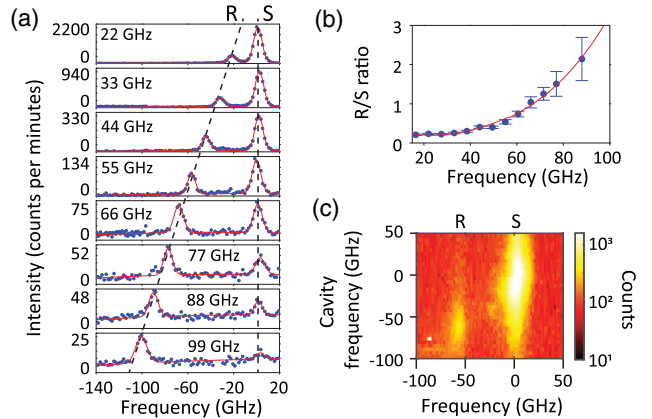 (a)
R S
Intensity (counts per minutes)
2200
0
22 GHz
940
0
33 GHz
330
0
44 GHz
134
0
55 GHz
75
0
66 GHz
52
0
77 GHz
48
0
88 GHz
25
0
99 GHz
-140 -100 -60 -20 20
Frequency (GHz)
(b)
R/S ratio
3
2
1
0
20 40 60 80 100
Frequency (GHz)
(c)
R S
Cavity
frequency (GHz)
50
0
-50
-100
-100 -50 0 50
Frequency (GHz)
10³
10²
10¹
Counts